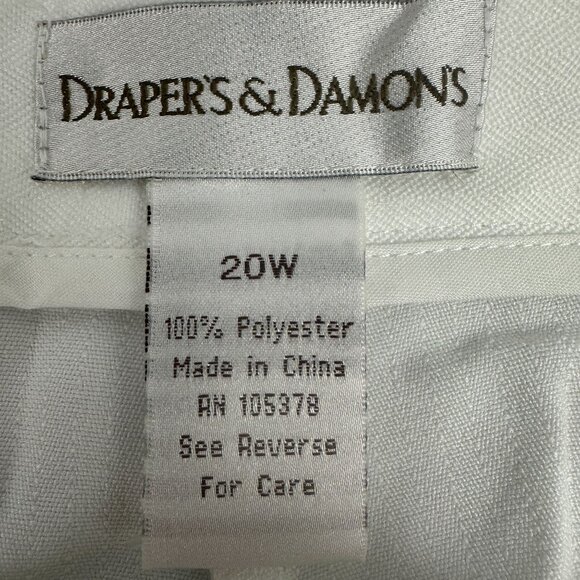 DRAPER'S & DAMON'S
20W
100% Polyester
Made in China
RN 105378
See Reverse
For Care